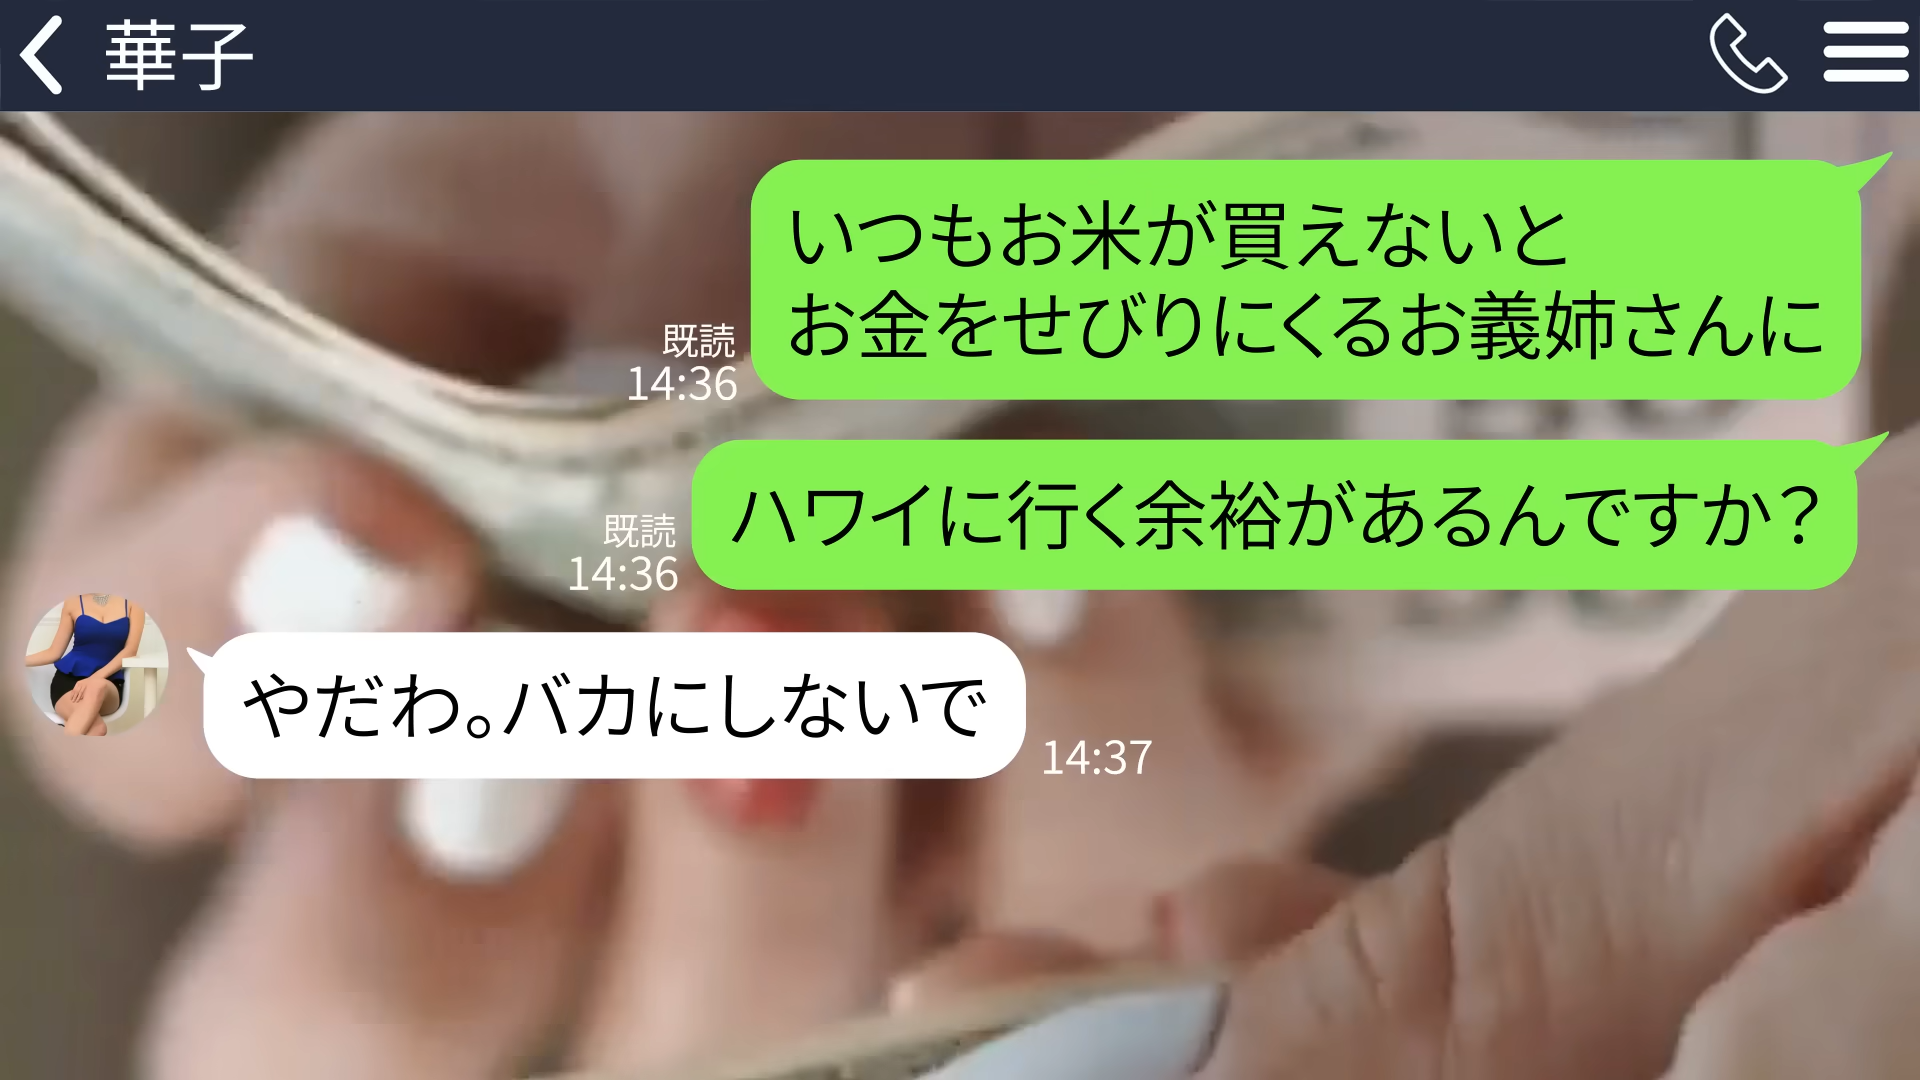 華子
いつもお米が買えないと
お金をせびりにくるお義姉さんに
既読
14:36
ハワイに行く余裕があるんですか？
既読
14:36
やだわ。バカにしないで
14:37